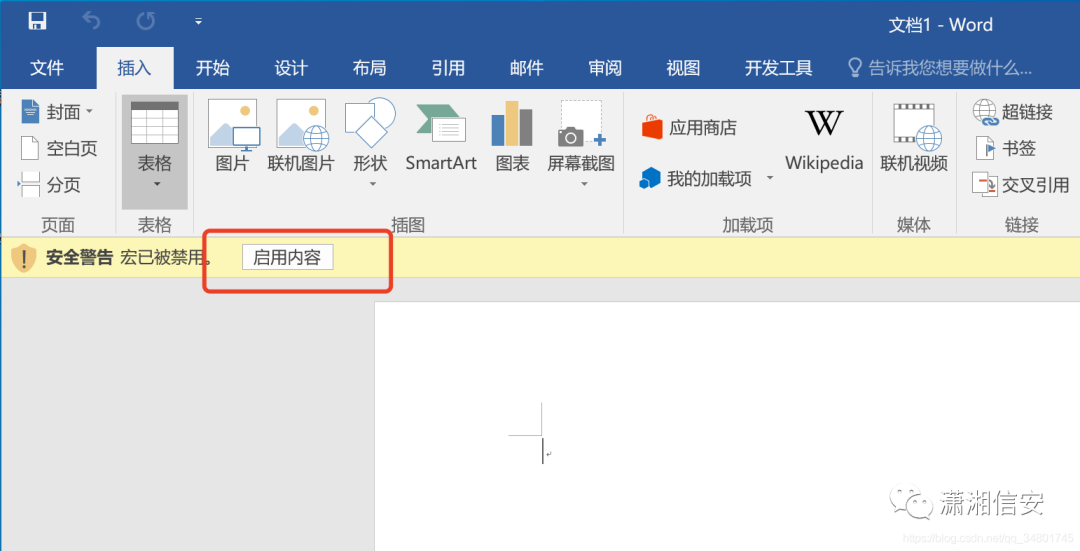 文档1 - Word
文件 插入 开始 设计 布局 引用 邮件 审阅 视图 开发工具 告诉我您想要做什么...
封面
空白页
分页
页面
表格
表格
图片 联机图片 形状 SmartArt 图表 屏幕截图
插图
应用商店
我的加载项
W
Wikipedia
加载项
联机视频
媒体
超链接
书签
交叉引用
链接
安全警告 宏已被禁用。 启用内容
潇湘信安
https://blog.csdn.net/qq_34801745